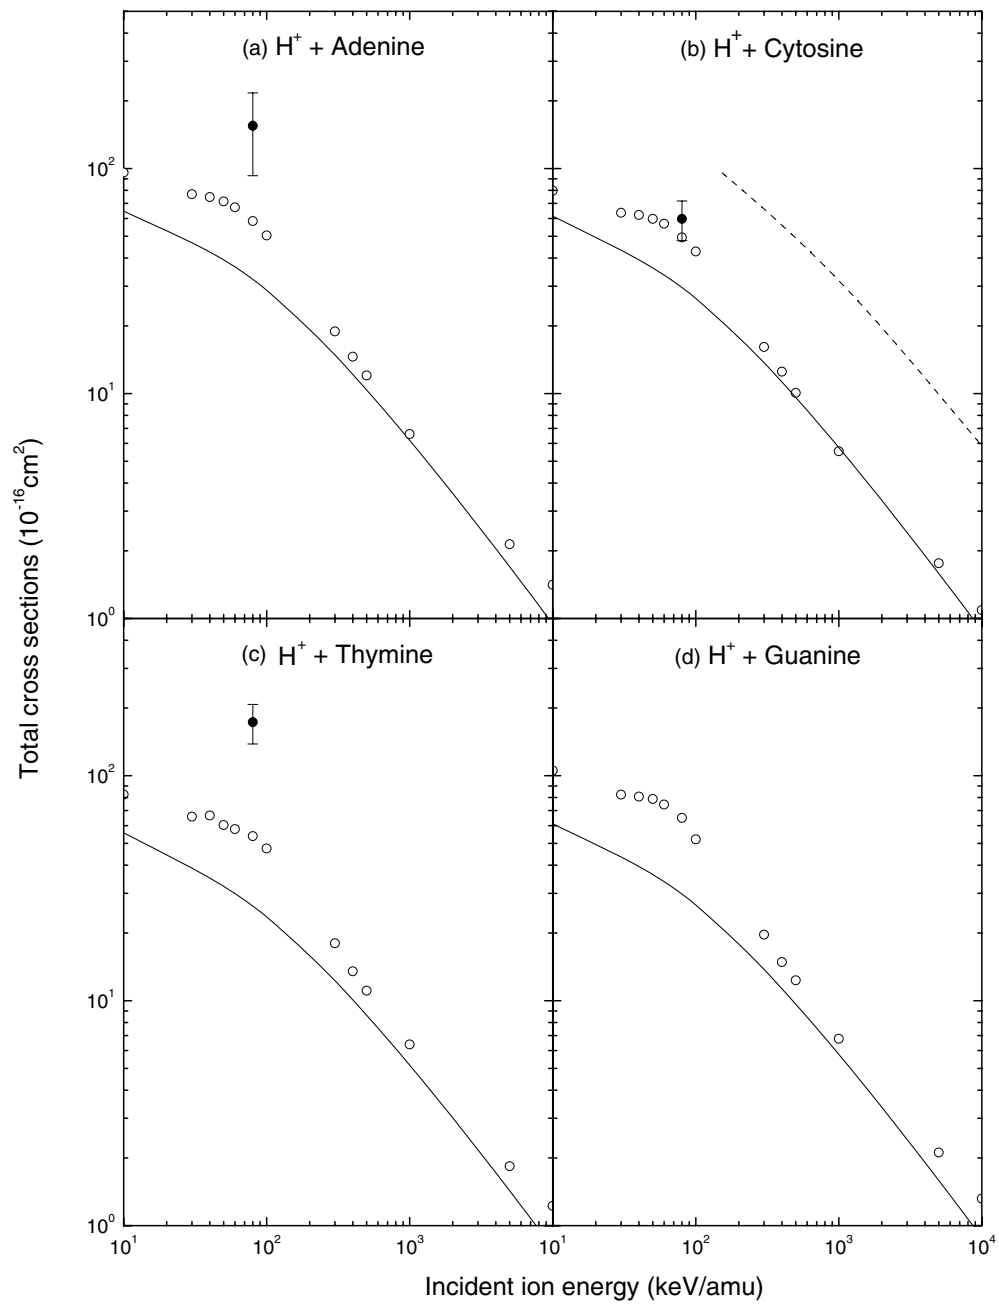 (a) H⁺ + Adenine
(b) H⁺ + Cytosine
10²
10¹
10⁰
(c) H⁺ + Thymine
(d) H⁺ + Guanine
10²
10¹
10⁰
Total cross sections (10⁻¹⁶cm²)
10¹ 10² 10³ 10¹ 10² 10³ 10⁴
Incident ion energy (keV/amu)